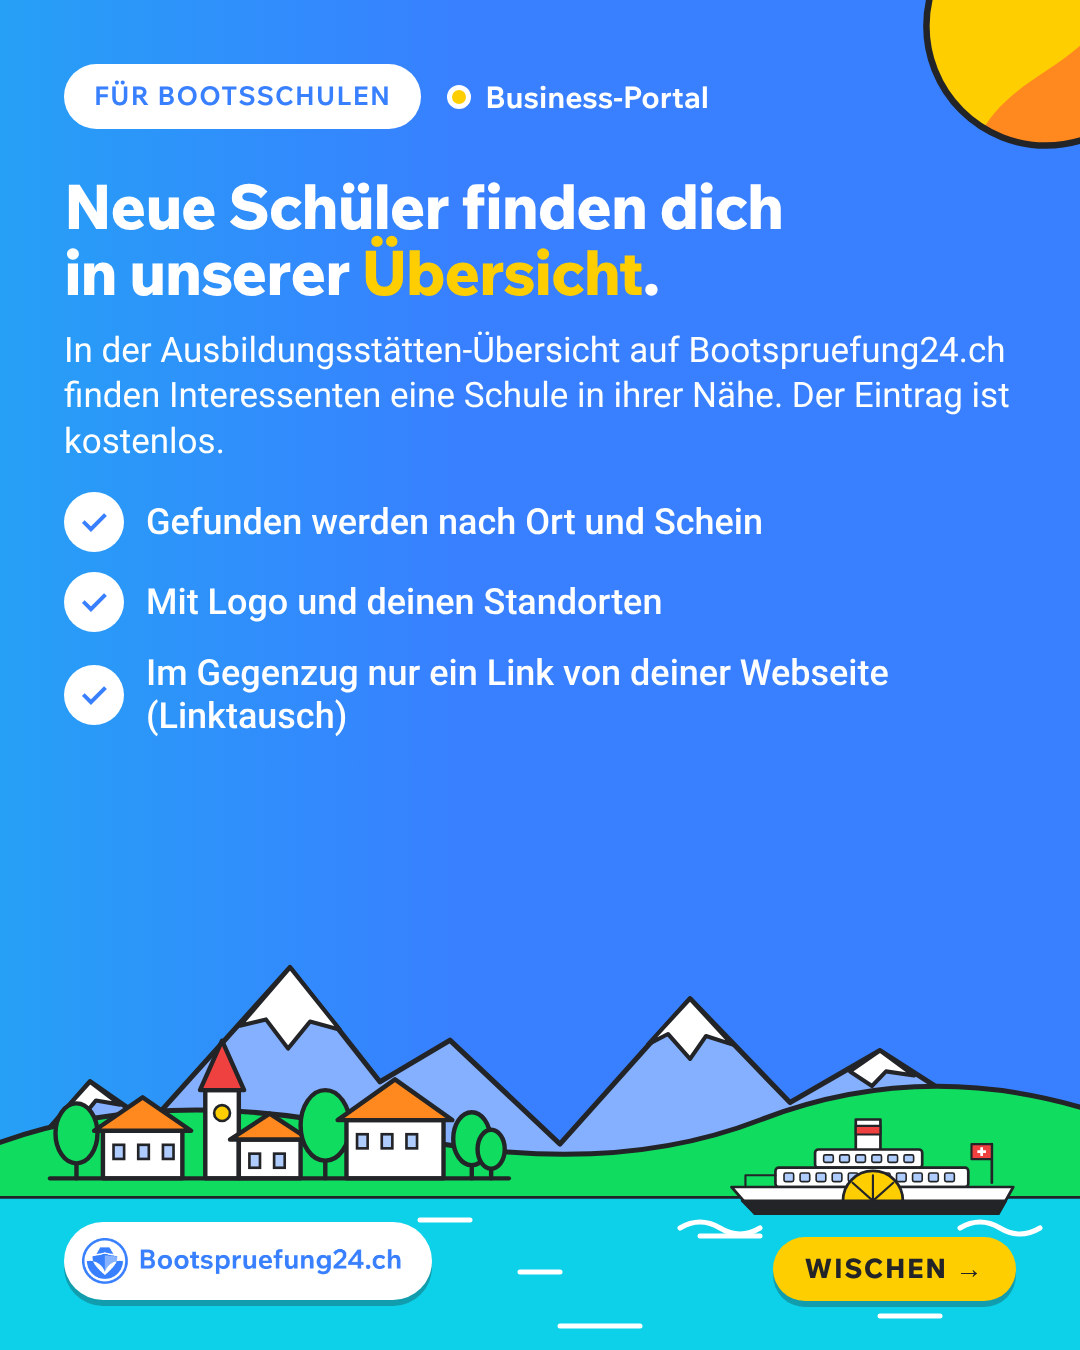 FÜR BOOTSSCHULEN
Business-Portal
Neue Schüler finden dich
in unserer Übersicht.
In der Ausbildungsstätten-Übersicht auf Bootspruefung24.ch
finden Interessenten eine Schule in ihrer Nähe. Der Eintrag ist
kostenlos.
Gefunden werden nach Ort und Schein
Mit Logo und deinen Standorten
Im Gegenzug nur ein Link von deiner Webseite
(Linktausch)
Bootspruefung24.ch
WISCHEN →